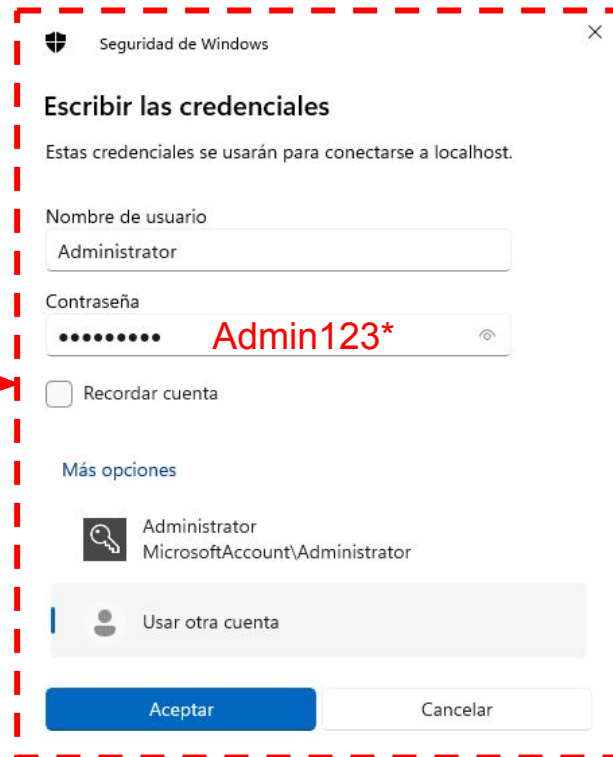 Seguridad de Windows
Escribir las credenciales
Estas credenciales se usarán para conectarse a localhost.
Nombre de usuario
Administrator
Contraseña
••••••••• Admin123*
Recordar cuenta
Más opciones
Administrator
MicrosoftAccount\Administrator
Usar otra cuenta
Aceptar Cancelar